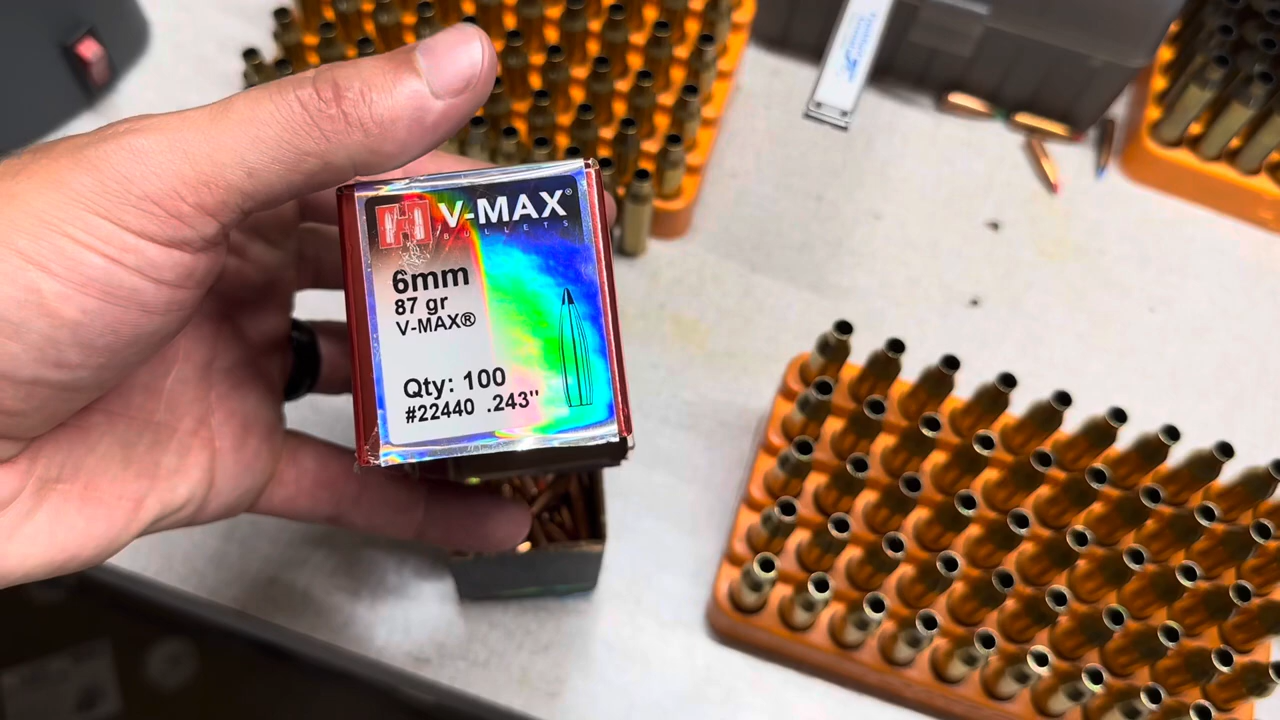 H V-MAX®
BULLETS
6mm
87 gr
V-MAX®
Qty: 100
#22440 .243"